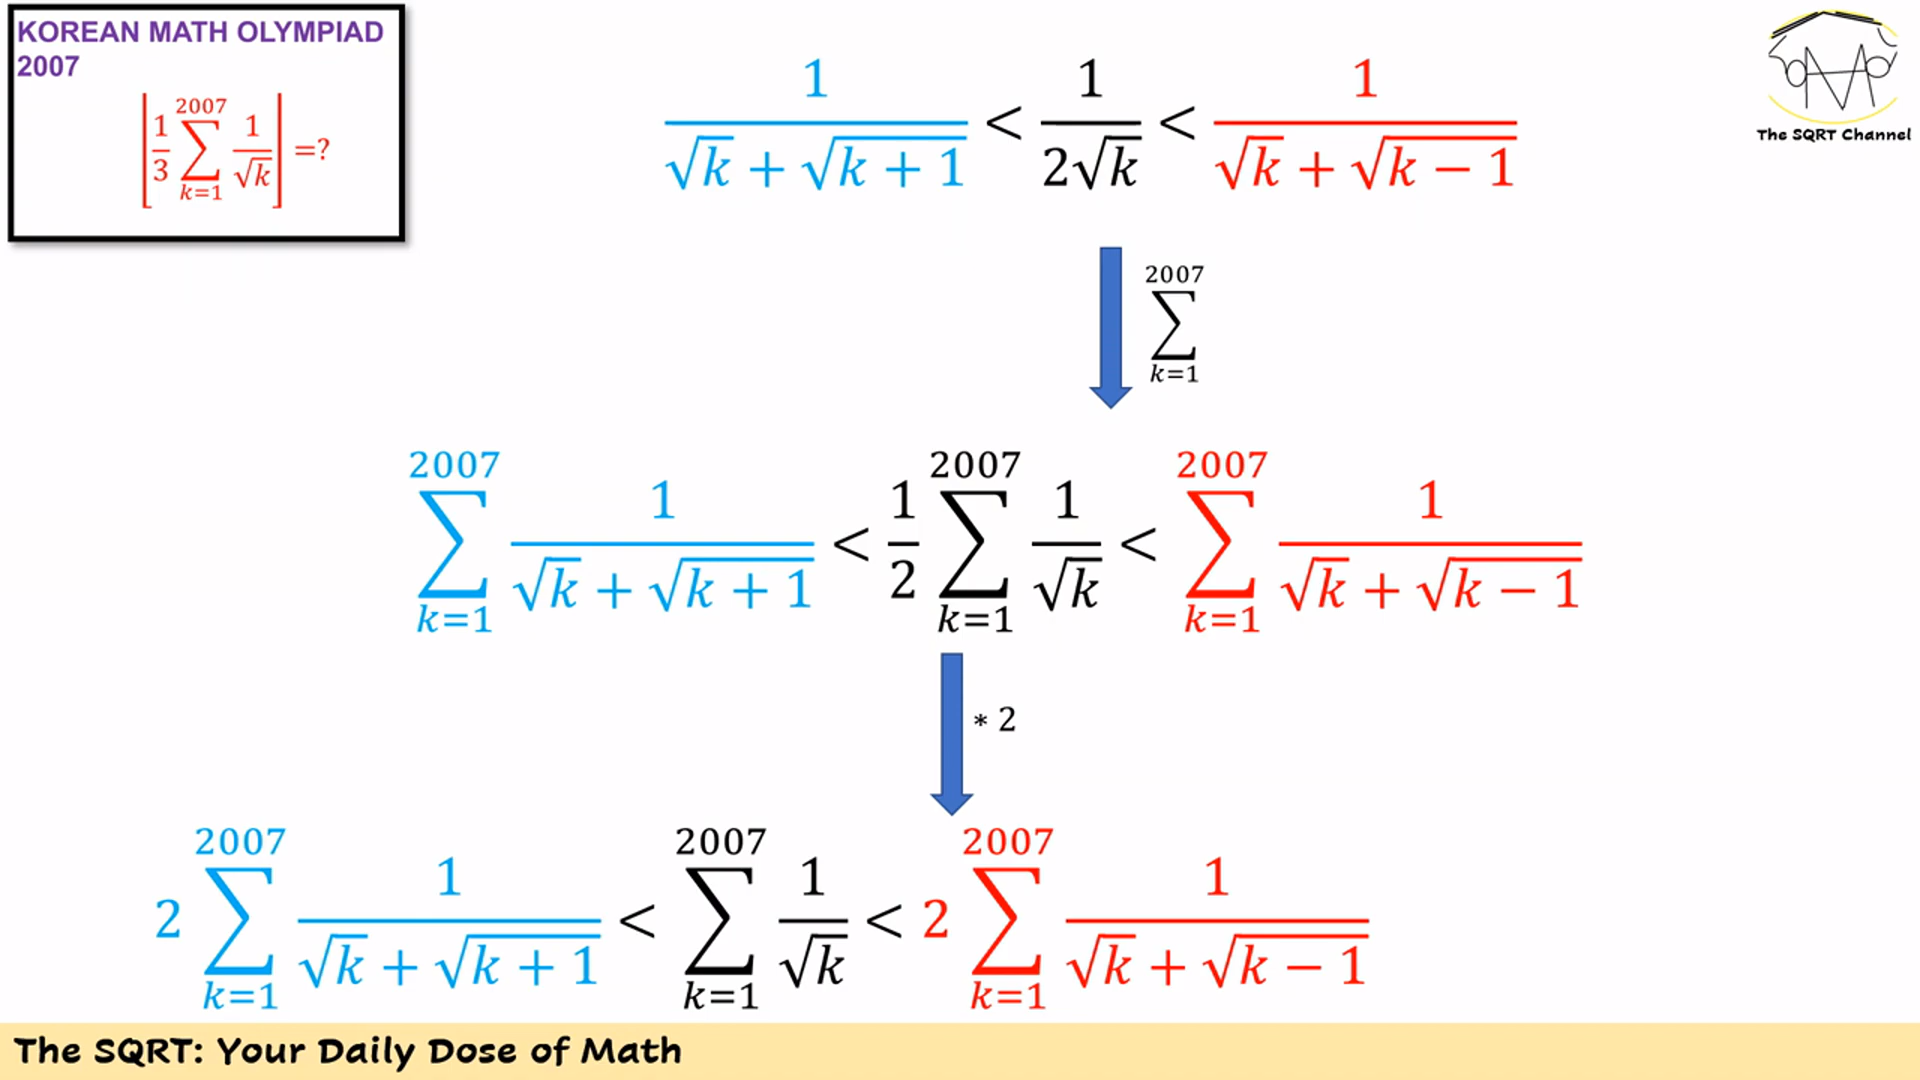 KOREAN MATH OLYMPIAD
2007
⌊1/3 ∑_{k=1}^{2007} 1/√k⌋ =?
1/(√k + √(k + 1)) < 1/(2√k) < 1/(√k + √(k − 1))
The SQRT Channel
∑_{k=1}^{2007}
∑_{k=1}^{2007} 1/(√k + √(k + 1)) < 1/2 ∑_{k=1}^{2007} 1/√k < ∑_{k=1}^{2007} 1/(√k + √(k − 1))
∗ 2
2 ∑_{k=1}^{2007} 1/(√k + √(k + 1)) < ∑_{k=1}^{2007} 1/√k < 2 ∑_{k=1}^{2007} 1/(√k + √(k − 1))
The SQRT: Your Daily Dose of Math